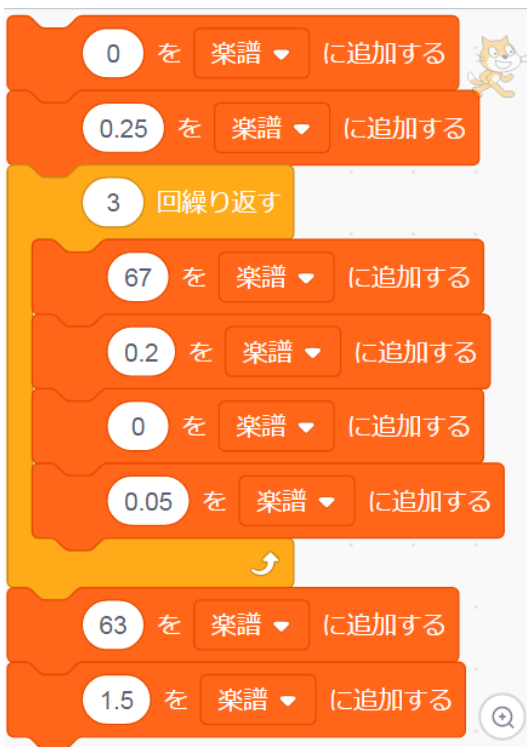 0 を 楽譜 に追加する
0.25 を 楽譜 に追加する
3 回繰り返す
67 を 楽譜 に追加する
0.2 を 楽譜 に追加する
0 を 楽譜 に追加する
0.05 を 楽譜 に追加する
63 を 楽譜 に追加する
1.5 を 楽譜 に追加する